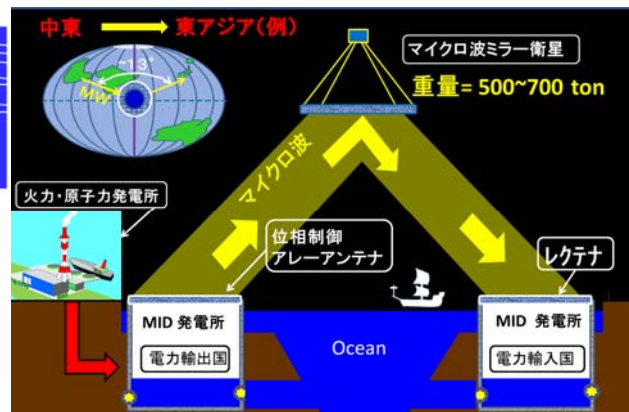 中東 東アジア(例)
~13°
MW
マイクロ波ミラー衛星
重量= 500~700 ton
マイクロ波
火力・原子力発電所
位相制御
アレーアンテナ
レクテナ
MID 発電所
電力輸出国
Ocean
MID 発電所
電力輸入国